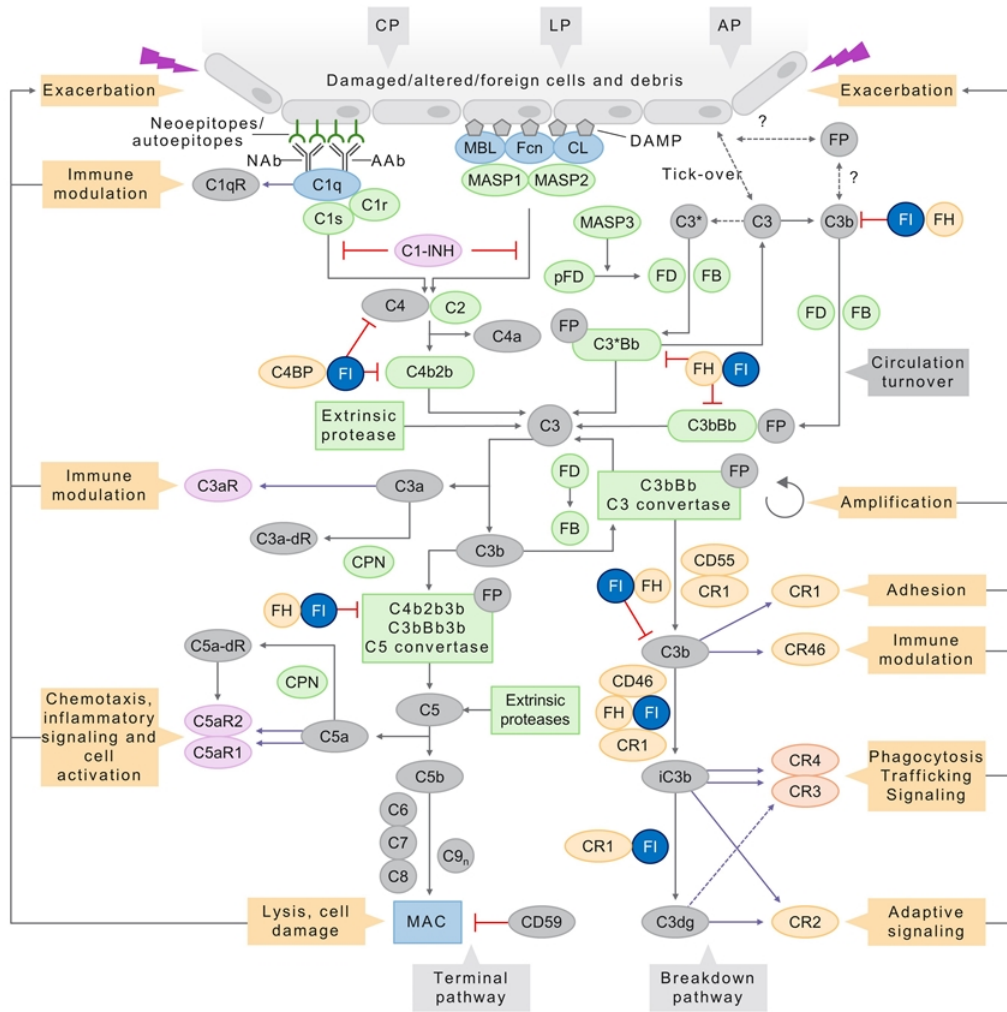 CP
LP
AP
Damaged/altered/foreign cells and debris
Exacerbation
Exacerbation
Neoepitopes/
autoepitopes
NAb
AAb
MBL
Fcn
CL
DAMP
?
FP
?
Tick-over
Immune
modulation
C1qR
C1q
C1r
C1s
MASP1
MASP2
MASP3
C3*
C3
C3b
FI
FH
C1-INH
pFD
FD
FB
C4
C2
C4a
FP
C3*Bb
FD
FB
C4BP
FI
C4b2b
FH
FI
Circulation
turnover
Extrinsic
protease
C3
C3bBb
FP
Immune
modulation
C3aR
C3a
FD
FB
C3bBb
C3 convertase
FP
Amplification
C3a-dR
C3b
CPN
FH
FI
C4b2b3b
C3bBb3b
C5 convertase
FP
FI
FH
CD55
CR1
CR1
Adhesion
C3b
CR46
Immune
modulation
C5a-dR
CPN
Chemotaxis,
inflammatory
signaling and
cell
activation
C5aR2
C5aR1
C5a
C5
Extrinsic
proteases
CD46
FH
FI
CR1
C5b
iC3b
CR4
CR3
Phagocytosis
Trafficking
Signaling
C6
C7
C8
C9n
CR1
FI
Lysis, cell
damage
MAC
CD59
C3dg
CR2
Adaptive
signaling
Terminal
pathway
Breakdown
pathway